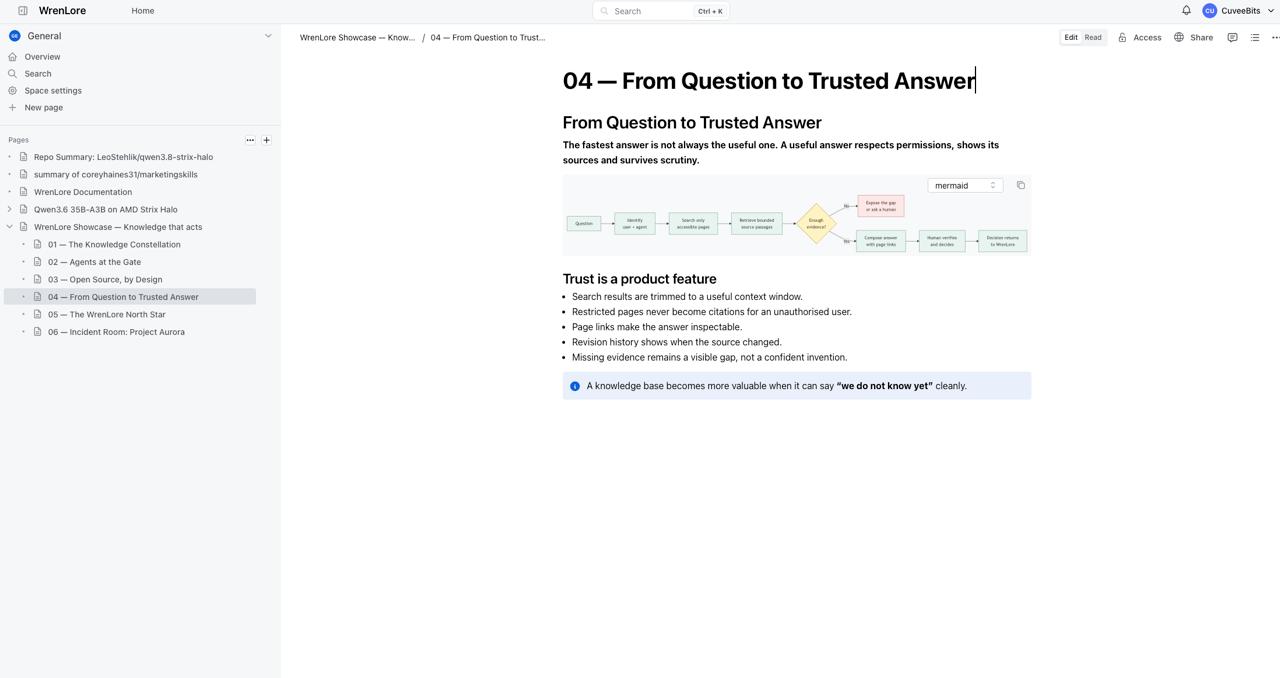 WrenLore
Home
Search
Ctrl + K
CU
CuveeBits
GE
General
Overview
Search
Space settings
New page
Pages
Repo Summary: LeoStehlik/qwen3.8-strix-halo
summary of coreyhaines31/marketingskills
WrenLore Documentation
Qwen3.6 35B-A3B on AMD Strix Halo
WrenLore Showcase — Knowledge that acts
01 — The Knowledge Constellation
02 — Agents at the Gate
03 — Open Source, by Design
04 — From Question to Trusted Answer
05 — The WrenLore North Star
06 — Incident Room: Project Aurora
WrenLore Showcase — Know... / 04 — From Question to Trust...
Edit Read
Access
Share
04 — From Question to Trusted Answer
From Question to Trusted Answer
The fastest answer is not always the useful one. A useful answer respects permissions, shows its
sources and survives scrutiny.
mermaid
Question
Identify
user + agent
Search only
accessible pages
Retrieve bounded
source passages
Enough
evidence?
No
Expose the gap
or ask a human
Yes
Compose answer
with page links
Human verifies
and decides
Decision returns
to WrenLore
Trust is a product feature
• Search results are trimmed to a useful context window.
• Restricted pages never become citations for an unauthorised user.
• Page links make the answer inspectable.
• Revision history shows when the source changed.
• Missing evidence remains a visible gap, not a confident invention.
A knowledge base becomes more valuable when it can say “we do not know yet” cleanly.